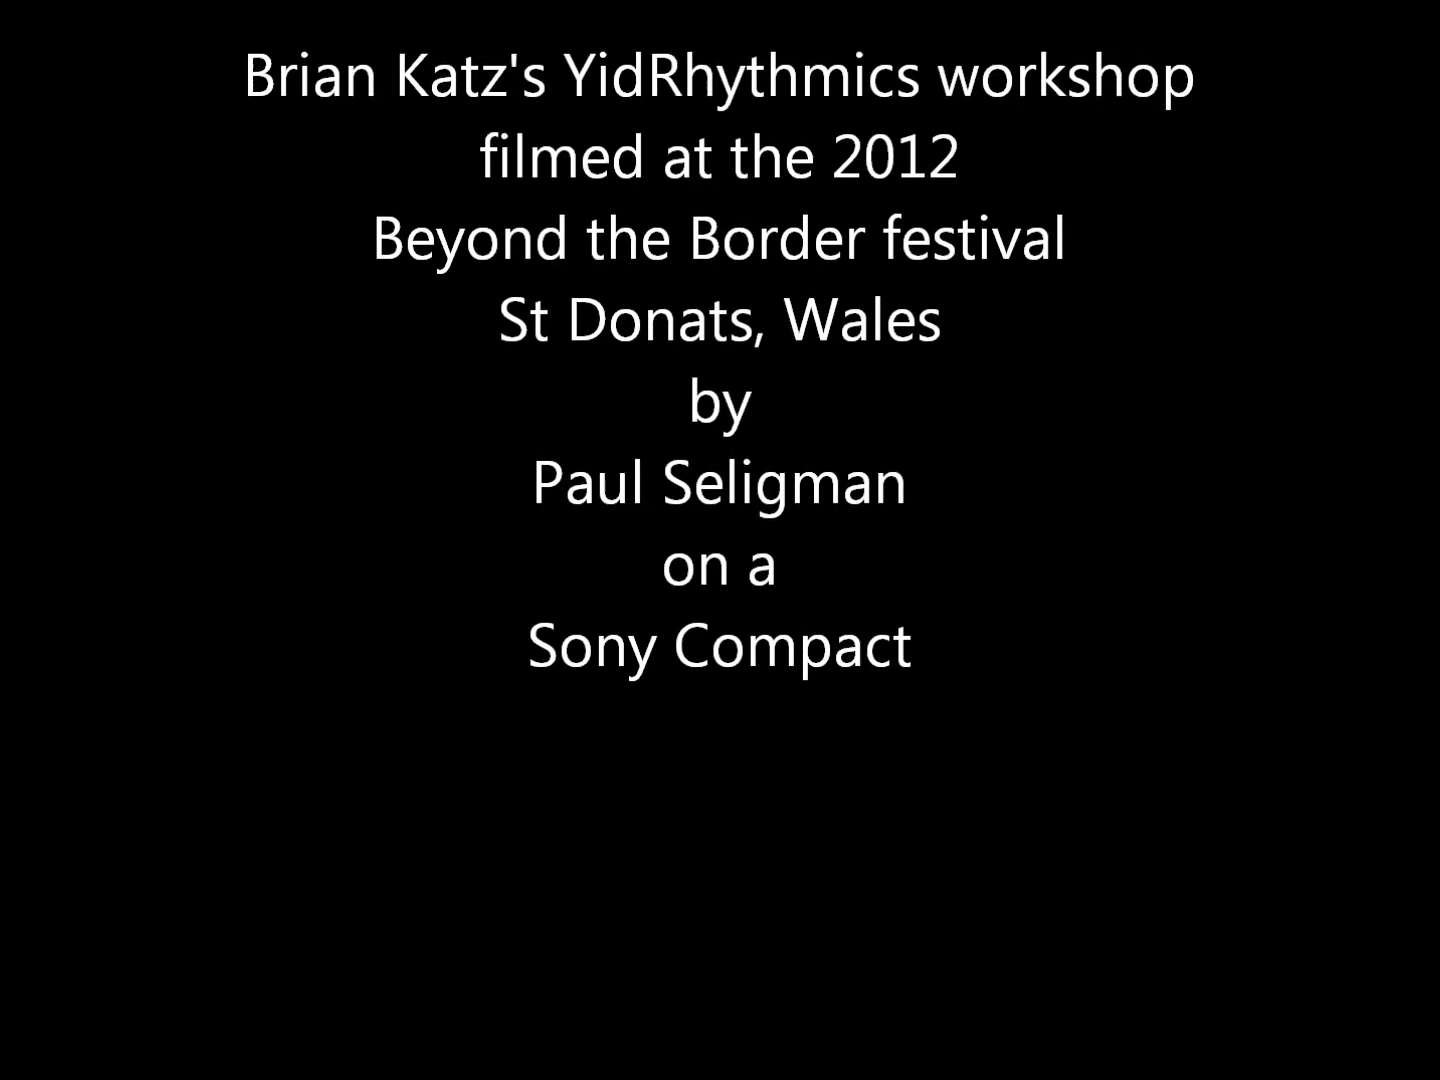 Brian Katz's YidRhythmics workshop
filmed at the 2012
Beyond the Border festival
St Donats, Wales
by
Paul Seligman
on a
Sony Compact